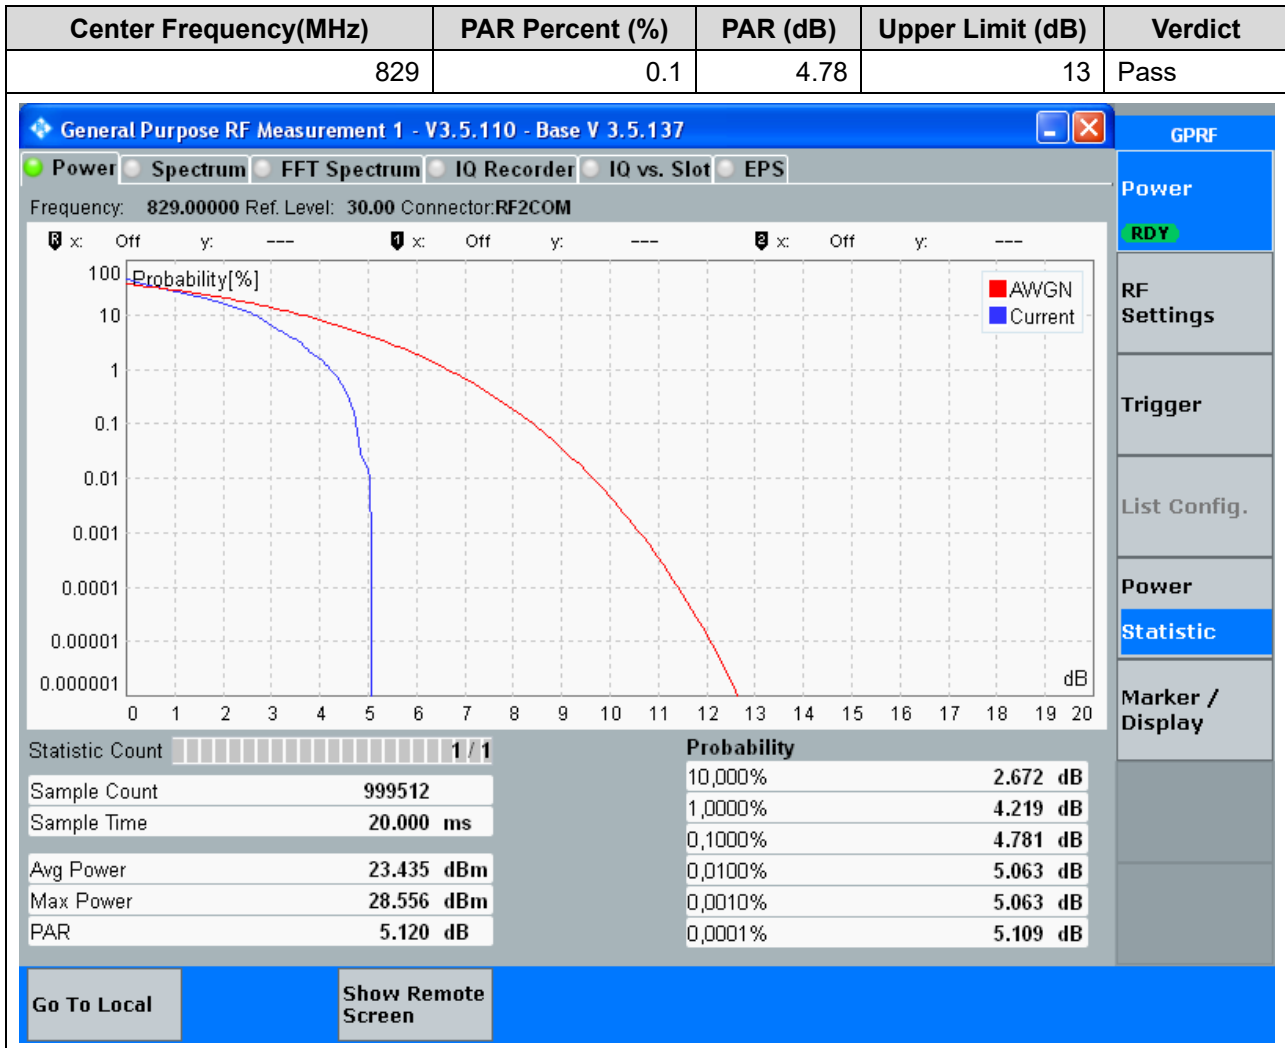 Center Frequency(MHz) PAR Percent (%) PAR (dB) Upper Limit (dB) Verdict
829 0.1 4.78 13 Pass
General Purpose RF Measurement 1 - V3.5.110 - Base V 3.5.137
GPRF
Power Spectrum FFT Spectrum IQ Recorder IQ vs. Slot EPS
Frequency: 829.00000 Ref. Level: 30.00 Connector:RF2COM
R x: Off y: --- 1 x: Off y: --- 2 x: Off y: ---
Probability[%]
AWGN
Current
100
10
1
0.1
0.01
0.001
0.0001
0.00001
0.000001
dB
0 1 2 3 4 5 6 7 8 9 10 11 12 13 14 15 16 17 18 19 20
Statistic Count 1 / 1
Sample Count 999512
Sample Time 20.000 ms
Avg Power 23.435 dBm
Max Power 28.556 dBm
PAR 5.120 dB
Probability
10,000% 2.672 dB
1,0000% 4.219 dB
0,1000% 4.781 dB
0,0100% 5.063 dB
0,0010% 5.063 dB
0,0001% 5.109 dB
Power
RDY
RF
Settings
Trigger
List Config.
Power
Statistic
Marker /
Display
Go To Local
Show Remote
Screen